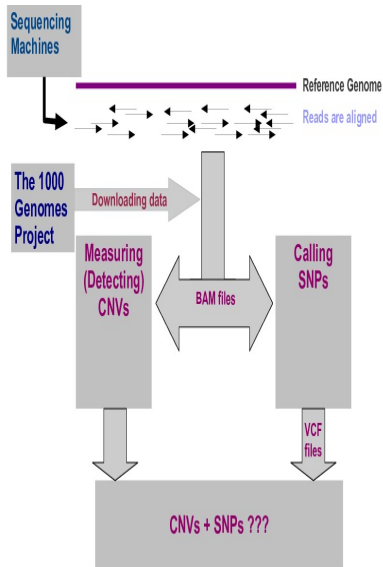 Sequencing
Machines
Reference Genome
Reads are aligned
The 1000
Genomes
Project
Downloading data
Measuring
(Detecting)
CNVs
BAM files
Calling
SNPs
VCF
files
CNVs + SNPs ???